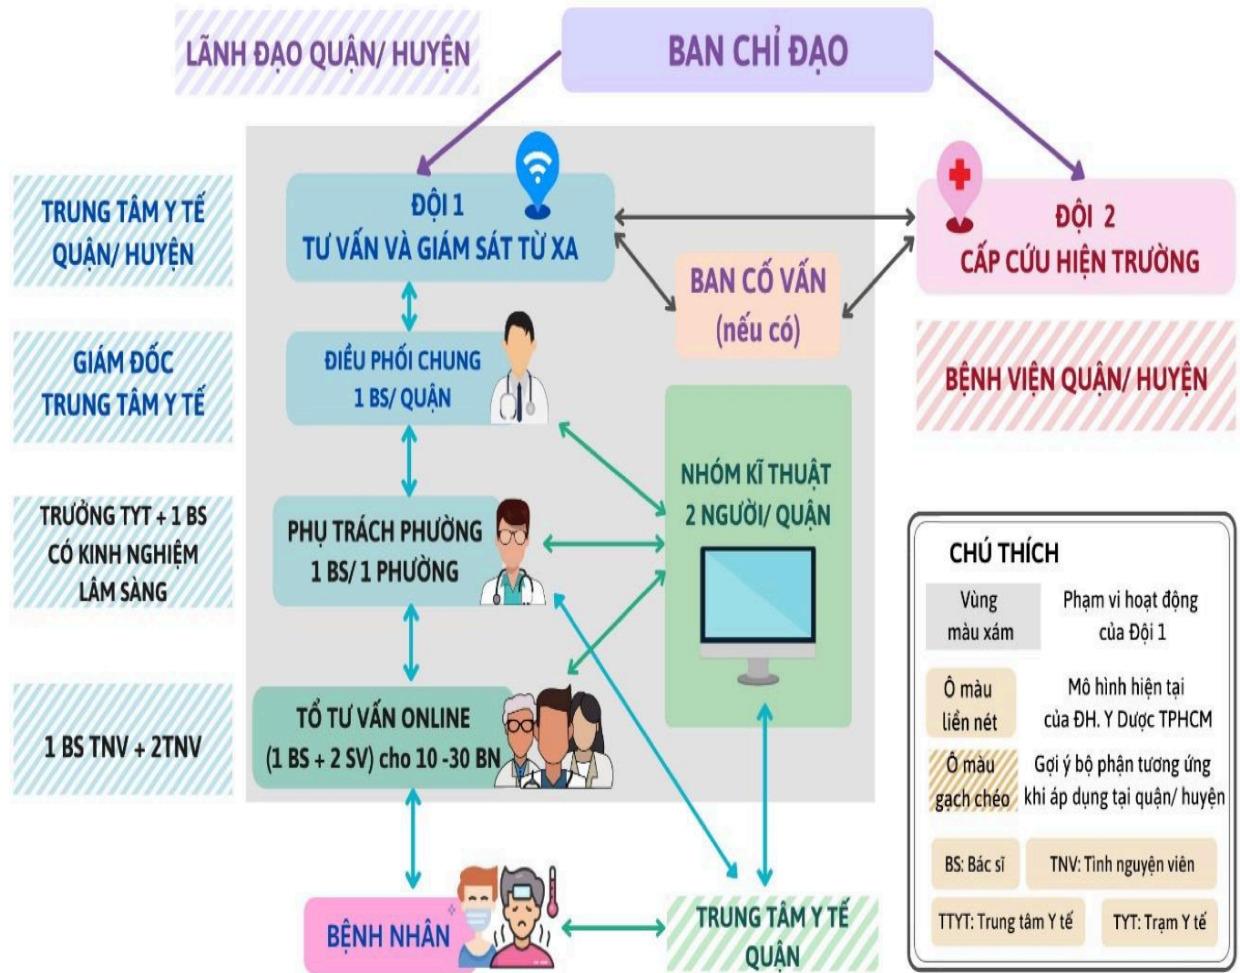 LÃNH ĐẠO QUẬN/ HUYỆN
BAN CHỈ ĐẠO
TRUNG TÂM Y TẾ
QUẬN/ HUYỆN
ĐỘI 1
TƯ VẤN VÀ GIÁM SÁT TỪ XA
ĐỘI 2
CẤP CỨU HIỆN TRƯỜNG
BAN CỐ VẤN
(nếu có)
GIÁM ĐỐC
TRUNG TÂM Y TẾ
ĐIỀU PHỐI CHUNG
1 BS/ QUẬN
BỆNH VIỆN QUẬN/ HUYỆN
NHÓM KĨ THUẬT
2 NGƯỜI/ QUẬN
TRƯỞNG TYT + 1 BS
CÓ KINH NGHIỆM
LÂM SÀNG
PHỤ TRÁCH PHƯỜNG
1 BS/ 1 PHƯỜNG
1 BS TNV + 2TNV
TỔ TƯ VẤN ONLINE
(1 BS + 2 SV) cho 10 -30 BN
BỆNH NHÂN
TRUNG TÂM Y TẾ
QUẬN
CHÚ THÍCH
Vùng
màu xám
Phạm vi hoạt động
của Đội 1
Ô màu
liền nét
Mô hình hiện tại
của ĐH. Y Dược TPHCM
Ô màu
gạch chéo
Gợi ý bộ phận tương ứng
khi áp dụng tại quận/ huyện
BS: Bác sĩ
TNV: Tình nguyện viên
TTYT: Trung tâm Y tế
TYT: Trạm Y tế